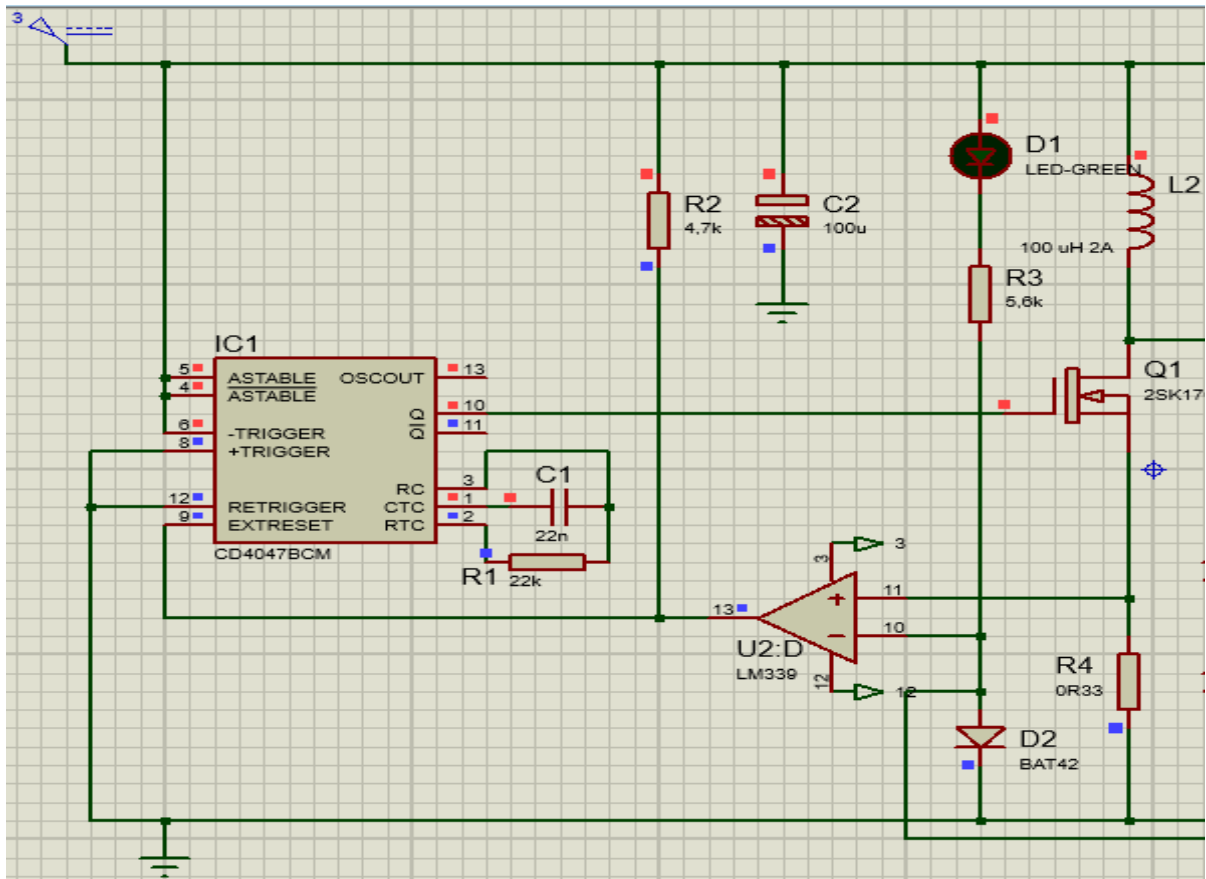 3
D1
LED-GREEN
L2
100 uH 2A
R2
4,7k
C2
100u
R3
5,6k
IC1
5
ASTABLE
OSCOUT
13
4
ASTABLE
10
Q
6
-TRIGGER
11
Q
8
+TRIGGER
RC
3
12
RETRIGGER
CTC
1
9
EXTRESET
RTC
2
CD4047BCM
C1
22n
R1
22k
Q1
2SK17
3
3
13
11
10
U2:D
LM339
12
12
R4
0R33
D2
BAT42